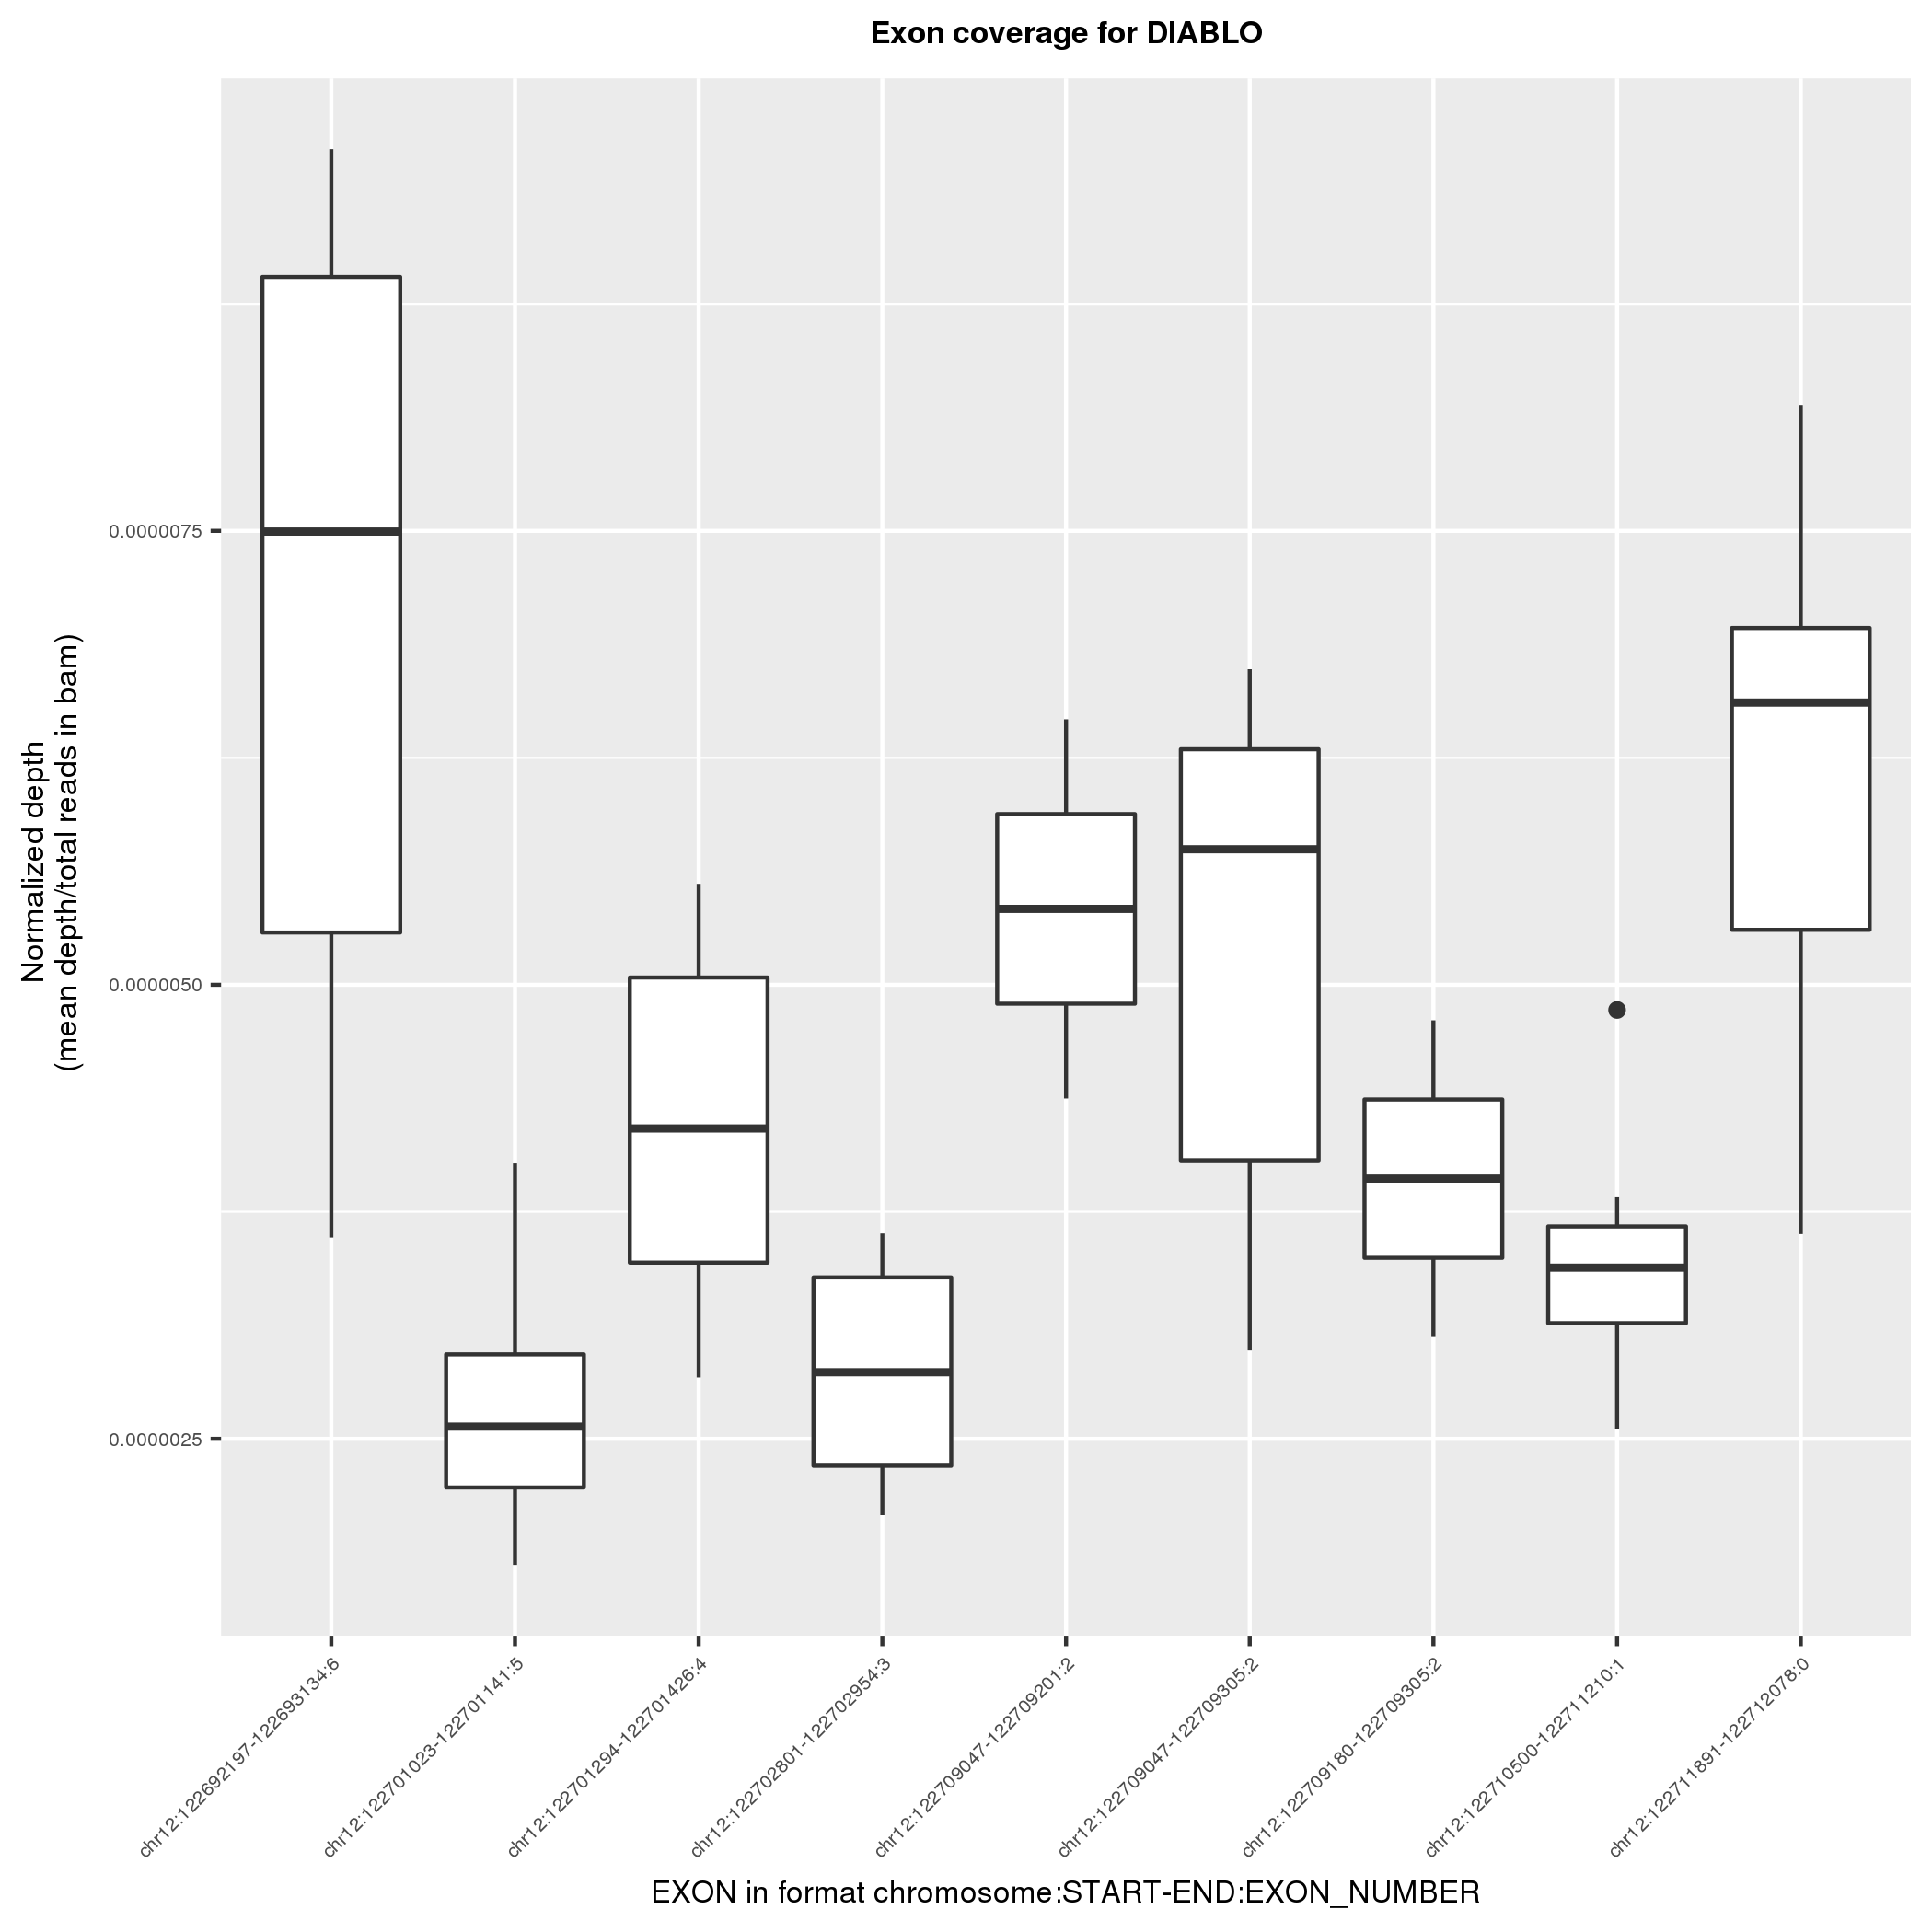 Exon coverage for DIABLO
Normalized depth
(mean depth/total reads in bam)
0.0000075
0.0000050
0.0000025
chr12:122692197-122693134:6
chr12:122701023-122701141:5
chr12:122701294-122701426:4
chr12:122702801-122702954:3
chr12:122709047-122709201:2
chr12:122709047-122709305:2
chr12:122709180-122709305:2
chr12:122710500-122711210:1
chr12:122711891-122712078:0
EXON in format chromosome:START-END:EXON_NUMBER